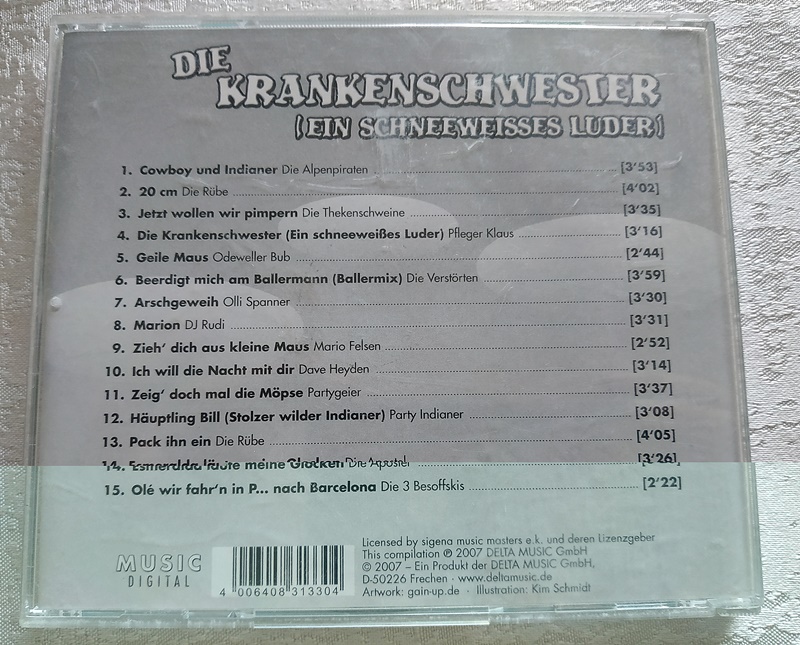 DIE
KRANKENSCHWESTER
(EIN SCHNEEWEISSES LUDER)
1. Cowboy und Indianer Die Alpenpiraten [3'53]
2. 20 cm Die Rübe [4'02]
3. Jetzt wollen wir pimpern Die Thekenschweine [3'35]
4. Die Krankenschwester (Ein schneeweißes Luder) Pfleger Klaus [3'16]
5. Geile Maus Odeweller Bub [2'44]
6. Beerdigt mich am Ballermann (Ballermix) Die Verstörten [3'59]
7. Arschgeweih Olli Spanner [3'30]
8. Marion DJ Rudi [3'31]
9. Zieh' dich aus kleine Maus Mario Felsen [2'52]
10. Ich will die Nacht mit dir Dave Heyden [3'14]
11. Zeig' doch mal die Möpse Partygeier [3'37]
12. Häuptling Bill (Stolzer wilder Indianer) Party Indianer [3'08]
13. Pack ihn ein Die Rübe [4'05]
14. meine Die [3'26]
15. Olé wir fahr'n in P... nach Barcelona Die 3 Besoffskis [2'22]
MUSIC
DIGITAL
4 006408 313304
Licensed by sigena music masters e.k. und deren Lizenzgeber
This compilation ℗ 2007 DELTA MUSIC GmbH
© 2007 – Ein Produkt der DELTA MUSIC GmbH,
D-50226 Frechen · www.deltamusic.de
Artwork: gain-up.de · Illustration: Kim Schmidt